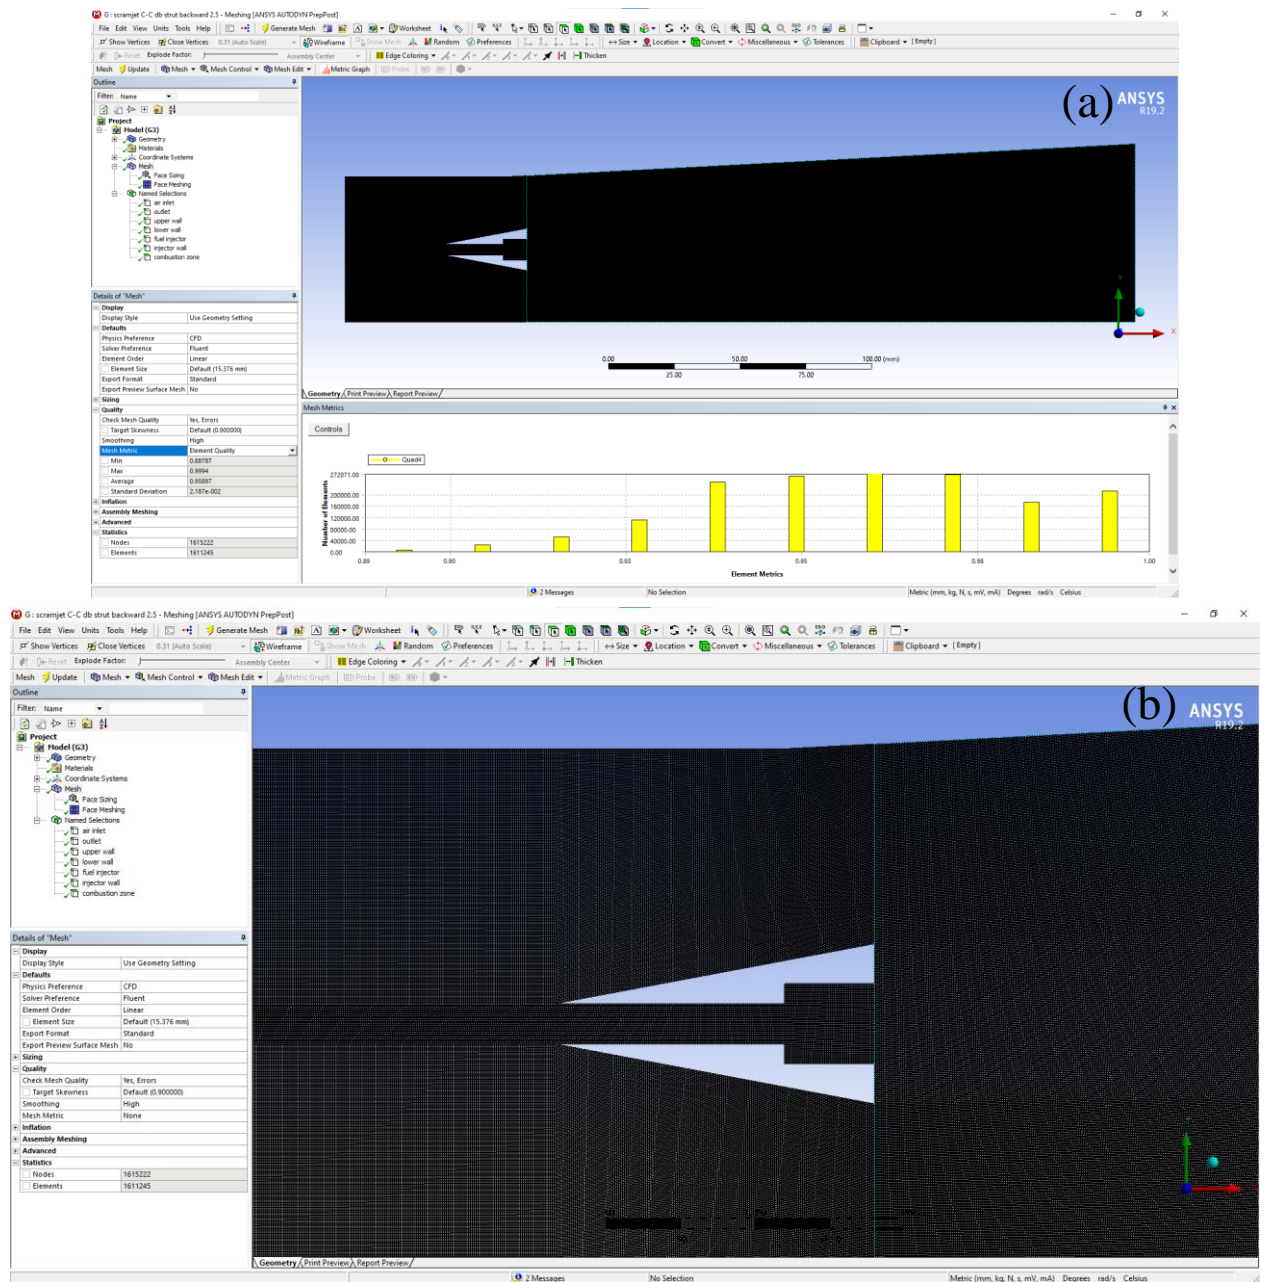 G : scramjet C-C db strut backward 2.5 - Meshing [ANSYS AUTODYN PrepPost]
File Edit View Units Tools Help Generate Mesh Worksheet
Show Vertices Close Vertices 0.31 (Auto Scale) Wireframe Show Mesh Random Preferences Size Location Convert Miscellaneous Tolerances Clipboard [ Empty ]
Reset Explode Factor: Assembly Center Edge Coloring Thicken
Mesh Update Mesh Mesh Control Mesh Edit Metric Graph Probe
Outline
Filter: Name
Project
Model (G3)
Geometry
Materials
Coordinate Systems
Mesh
Face Sizing
Face Meshing
Named Selections
air inlet
outlet
upper wall
lower wall
fuel injector
injector wall
combustion zone
(a)
ANSYS
R19.2
Y
X
0.00 50.00 100.00 (mm)
25.00 75.00
Geometry Print Preview Report Preview
Details of "Mesh"
Display
Display Style Use Geometry Setting
Defaults
Physics Preference CFD
Solver Preference Fluent
Element Order Linear
Element Size Default (15.376 mm)
Export Format Standard
Export Preview Surface Mesh No
Sizing
Quality
Check Mesh Quality Yes, Errors
Target Skewness Default (0.900000)
Smoothing High
Mesh Metric Element Quality
Min 0.88787
Max 0.9994
Average 0.95897
Standard Deviation 2.187e-002
Inflation
Assembly Meshing
Advanced
Statistics
Nodes 1615222
Elements 1611245
Mesh Metrics
Controls
Quad4
Number of Elements
272071.00
200000.00
160000.00
120000.00
80000.00
40000.00
0.00
0.89 0.90 0.93 0.95 0.98 1.00
Element Metrics
2 Messages No Selection Metric (mm, kg, N, s, mV, mA) Degrees rad/s Celsius
G : scramjet C-C db strut backward 2.5 - Meshing [ANSYS AUTODYN PrepPost]
File Edit View Units Tools Help Generate Mesh Worksheet
Show Vertices Close Vertices 0.31 (Auto Scale) Wireframe Show Mesh Random Preferences Size Location Convert Miscellaneous Tolerances Clipboard [ Empty ]
Reset Explode Factor: Assembly Center Edge Coloring Thicken
Mesh Update Mesh Mesh Control Mesh Edit Metric Graph Probe
Outline
Filter: Name
Project
Model (G3)
Geometry
Materials
Coordinate Systems
Mesh
Face Sizing
Face Meshing
Named Selections
air inlet
outlet
upper wall
lower wall
fuel injector
injector wall
combustion zone
(b)
ANSYS
R19.2
Details of "Mesh"
Display
Display Style Use Geometry Setting
Defaults
Physics Preference CFD
Solver Preference Fluent
Element Order Linear
Element Size Default (15.376 mm)
Export Format Standard
Export Preview Surface Mesh No
Sizing
Quality
Check Mesh Quality Yes, Errors
Target Skewness Default (0.900000)
Smoothing High
Mesh Metric None
Inflation
Assembly Meshing
Advanced
Statistics
Nodes 1615222
Elements 1611245
Geometry Print Preview Report Preview
2 Messages No Selection Metric (mm, kg, N, s, mV, mA) Degrees rad/s Celsius